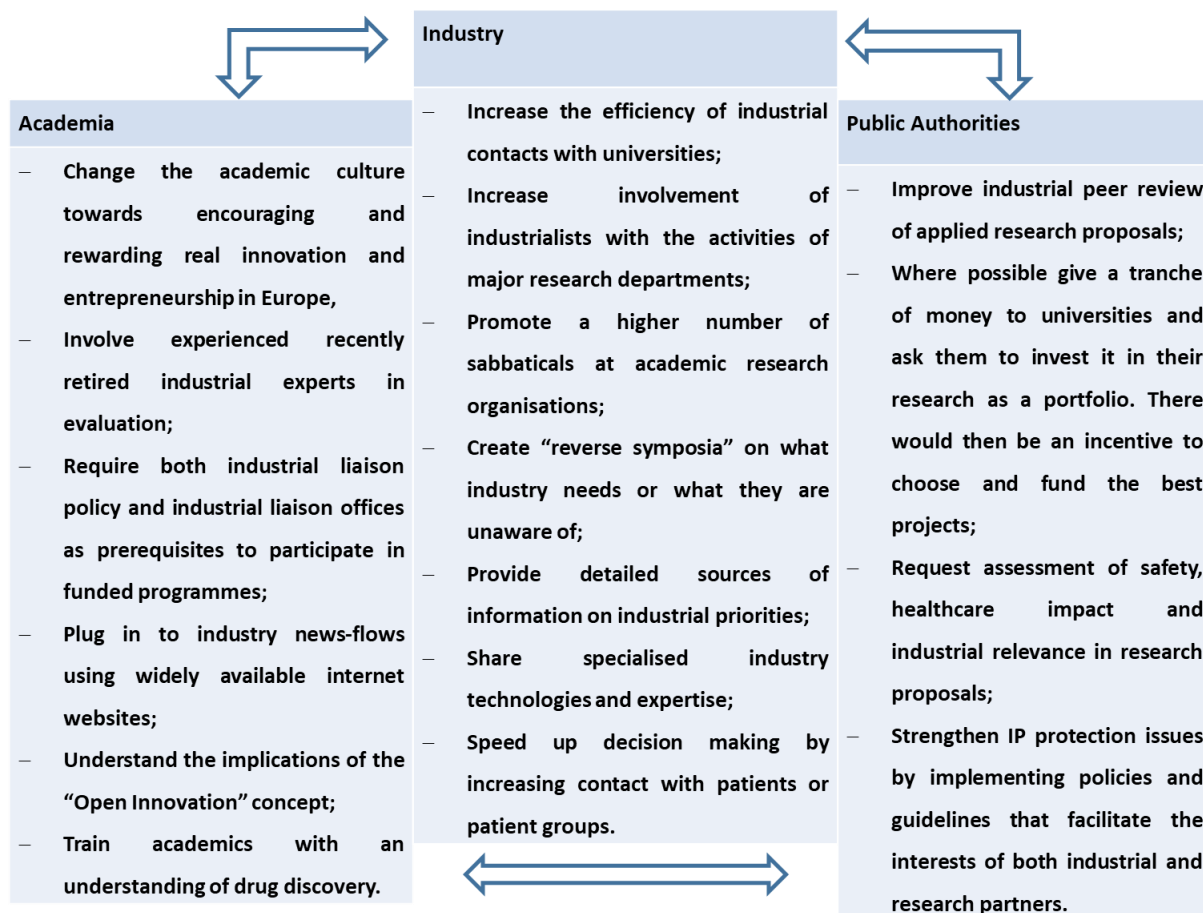 Industry
Academia
Public Authorities
– Change the academic culture
towards encouraging and
rewarding real innovation and
entrepreneurship in Europe,
– Involve experienced recently
retired industrial experts in
evaluation;
– Require both industrial liaison
policy and industrial liaison offices
as prerequisites to participate in
funded programmes;
– Plug in to industry news-flows
using widely available internet
websites;
– Understand the implications of the
“Open Innovation” concept;
– Train academics with an
understanding of drug discovery.
– Increase the efficiency of industrial
contacts with universities;
– Increase involvement of
industrialists with the activities of
major research departments;
– Promote a higher number of
sabbaticals at academic research
organisations;
– Create “reverse symposia” on what
industry needs or what they are
unaware of;
– Provide detailed sources of
information on industrial priorities;
– Share specialised industry
technologies and expertise;
– Speed up decision making by
increasing contact with patients or
patient groups.
– Improve industrial peer review
of applied research proposals;
– Where possible give a tranche
of money to universities and
ask them to invest it in their
research as a portfolio. There
would then be an incentive to
choose and fund the best
projects;
– Request assessment of safety,
healthcare impact and
industrial relevance in research
proposals;
– Strengthen IP protection issues
by implementing policies and
guidelines that facilitate the
interests of both industrial and
research partners.